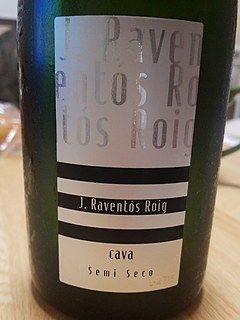 J. Raven
entós Ro
tós Roig
J. Raventós Roig
cava
Semi Seco